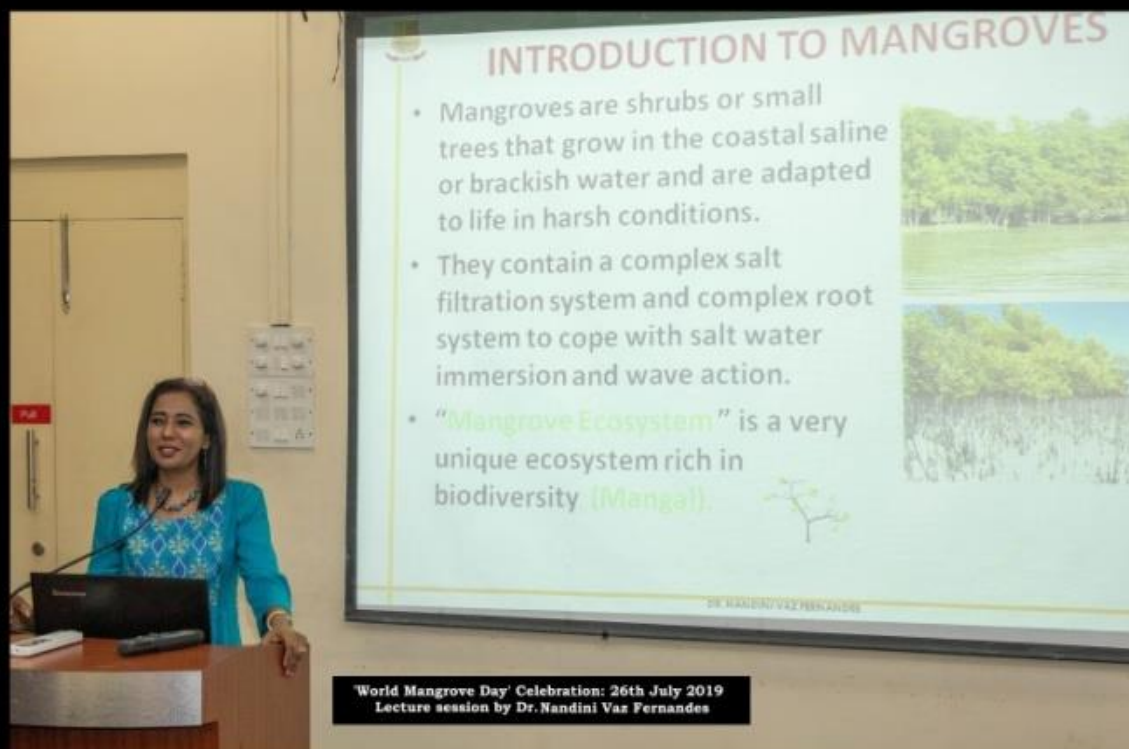 INTRODUCTION TO MANGROVES
• Mangroves are shrubs or small
trees that grow in the coastal saline
or brackish water and are adapted
to life in harsh conditions.
• They contain a complex salt
filtration system and complex root
system to cope with salt water
immersion and wave action.
• "Mangrove Ecosystem" is a very
unique ecosystem rich in
biodiversity (Mangal).
DR. NANDINI VAZ FERNANDES
Pull
'World Mangrove Day' Celebration: 26th July 2019
Lecture session by Dr. Nandini Vaz Fernandes